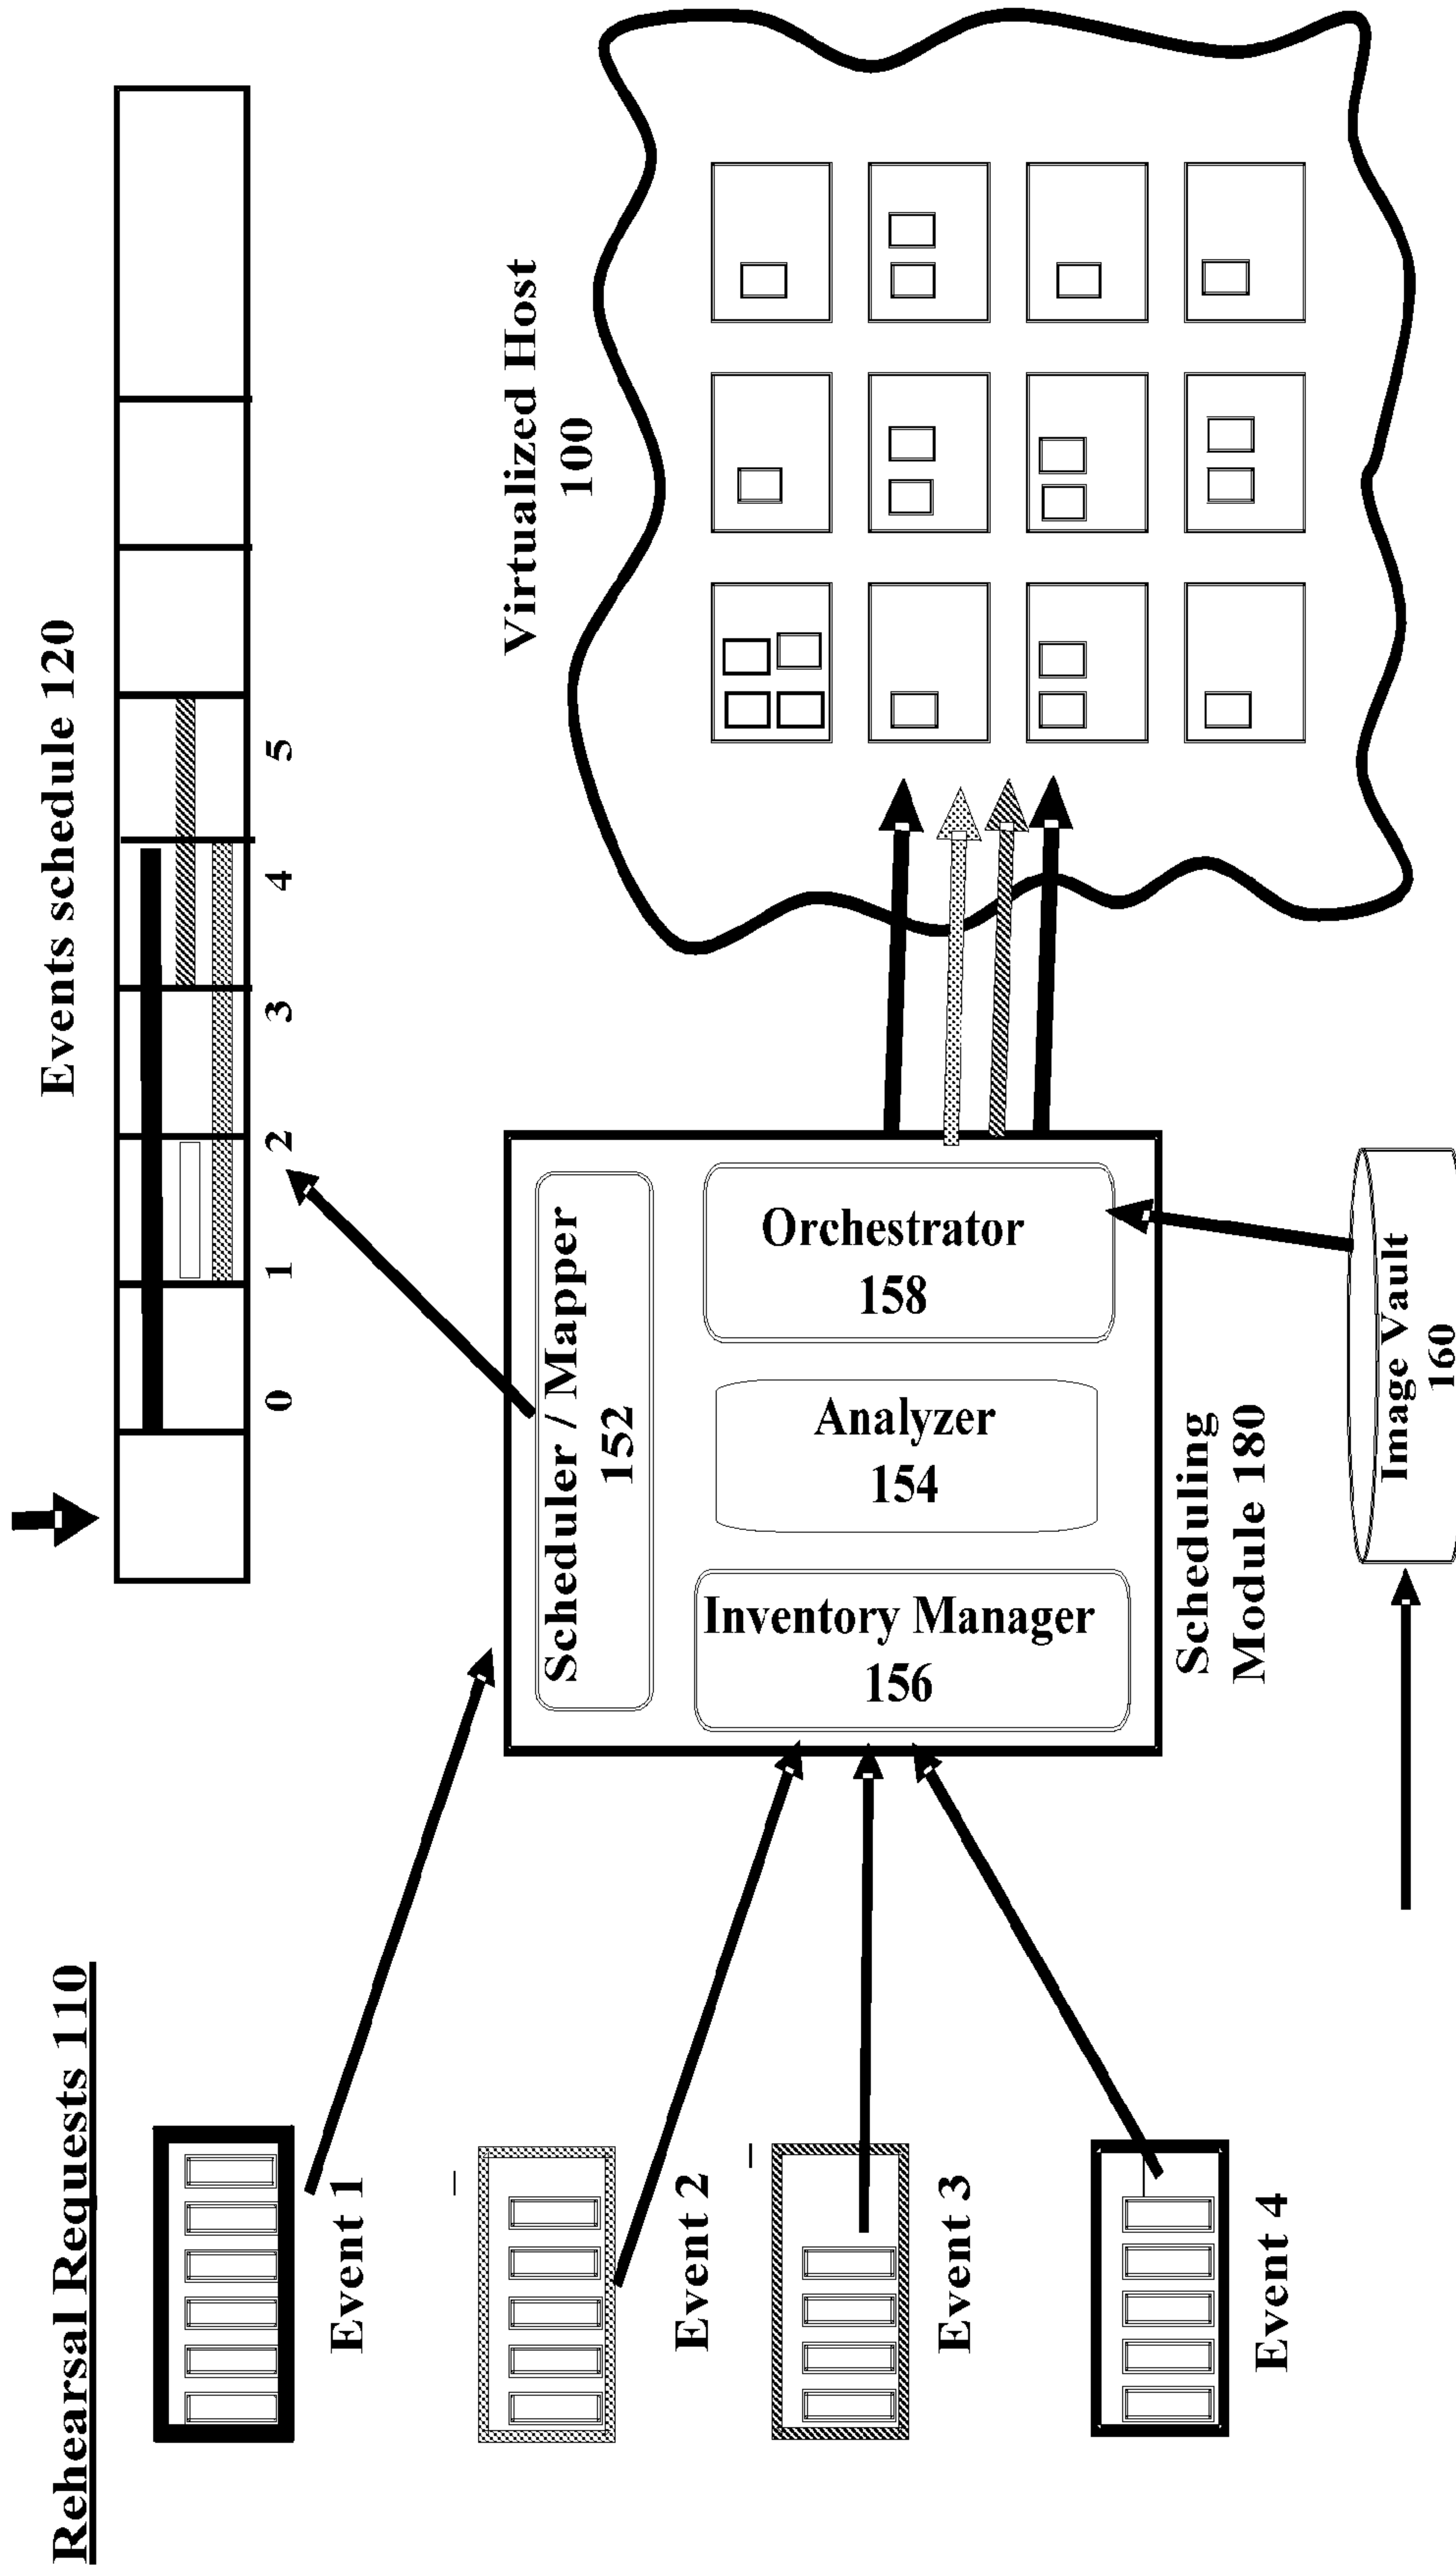 Rehearsal Requests 110
Event 1
Event 2
Event 3
Event 4
Events schedule 120
0 1 2 3 4 5
Scheduler / Mapper
152
Inventory Manager
156
Analyzer
154
Orchestrator
158
Scheduling
Module 180
Image Vault
160
Virtualized Host
100